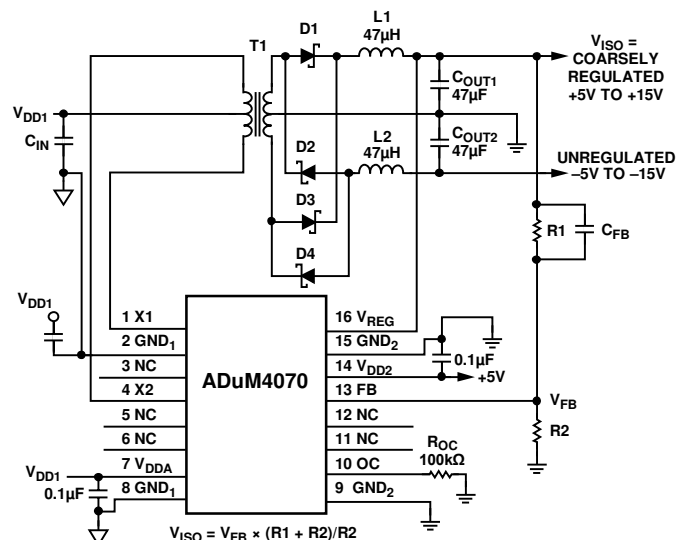 T1
D1
L1
47µH
V_ISO =
COARSELY
REGULATED
+5V TO +15V
C_OUT1
47µF
V_DD1
C_IN
D2
L2
47µH
C_OUT2
47µF
UNREGULATED
–5V TO –15V
D3
D4
R1
C_FB
V_DD1
1 X1
2 GND_1
3 NC
4 X2
5 NC
6 NC
7 V_DDA
8 GND_1
ADuM4070
16 V_REG
15 GND_2
14 V_DD2
13 FB
12 NC
11 NC
10 OC
9 GND_2
0.1µF
+5V
V_FB
R2
R_OC
100kΩ
V_DD1
0.1µF
V_ISO = V_FB × (R1 + R2)/R2